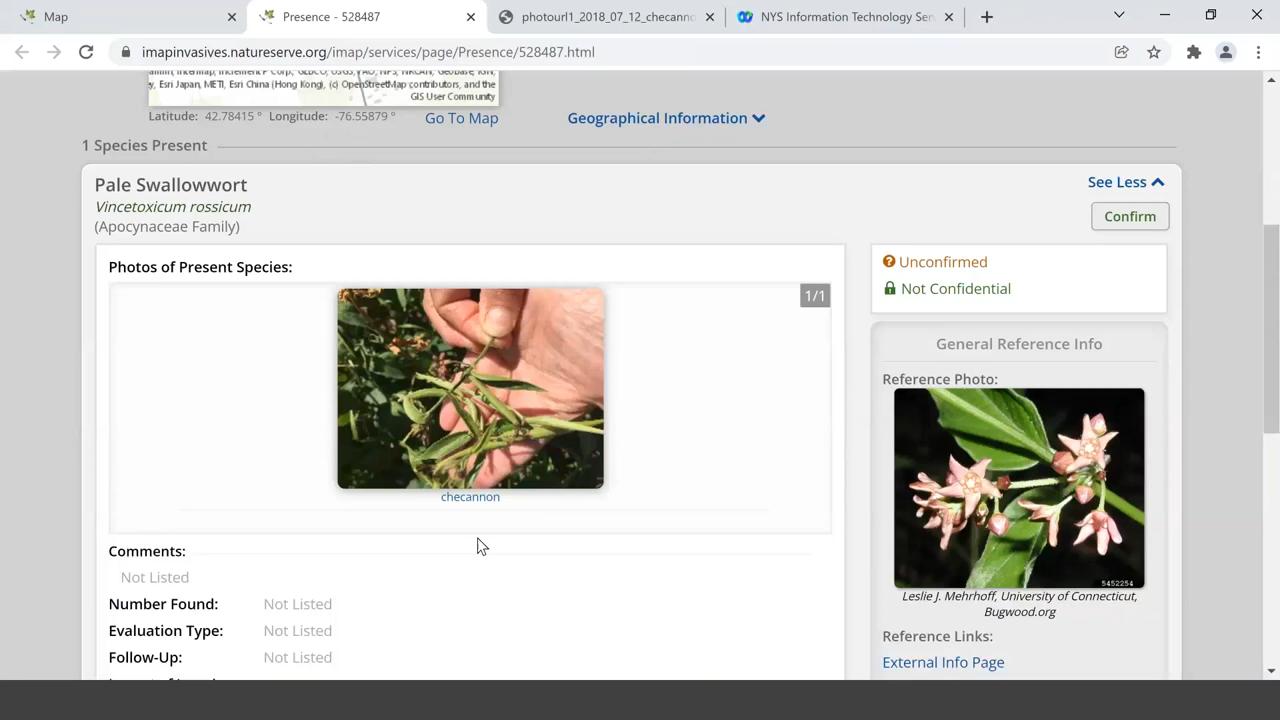 Map
Presence - 528487
photourl1_2018_07_12_checanno
NYS Information Technology Ser
imapinvasives.natureserve.org/imap/services/page/Presence/528487.html
y, Esri Japan, METI, Esri China (Hong Kong), (c) OpenStreetMap contributors, and the
GIS User Community
Latitude: 42.78415 ° Longitude: -76.55879 ° Go To Map Geographical Information
1 Species Present
Pale Swallowwort
See Less
Vincetoxicum rossicum
(Apocynaceae Family)
Confirm
Photos of Present Species:
1/1
checannon
Comments:
Not Listed
Number Found: Not Listed
Evaluation Type: Not Listed
Follow-Up: Not Listed
Unconfirmed
Not Confidential
General Reference Info
Reference Photo:
5452254
Leslie J. Mehrhoff, University of Connecticut,
Bugwood.org
Reference Links:
External Info Page